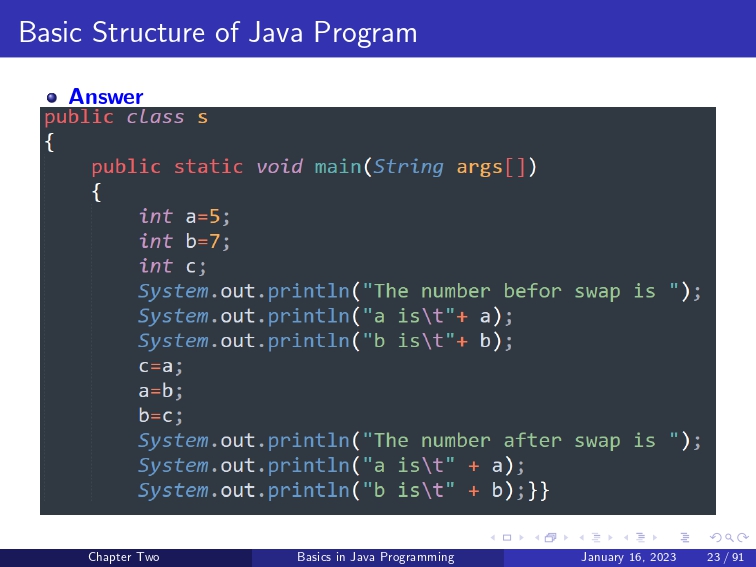 Basic Structure of Java Program
Answer
public class s
{
    public static void main(String args[])
    {
        int a=5;
        int b=7;
        int c;
        System.out.println("The number befor swap is ");
        System.out.println("a is\t"+ a);
        System.out.println("b is\t"+ b);
        c=a;
        a=b;
        b=c;
        System.out.println("The number after swap is ");
        System.out.println("a is\t" + a);
        System.out.println("b is\t" + b);}}
Chapter Two Basics in Java Programming January 16, 2023 23 / 91